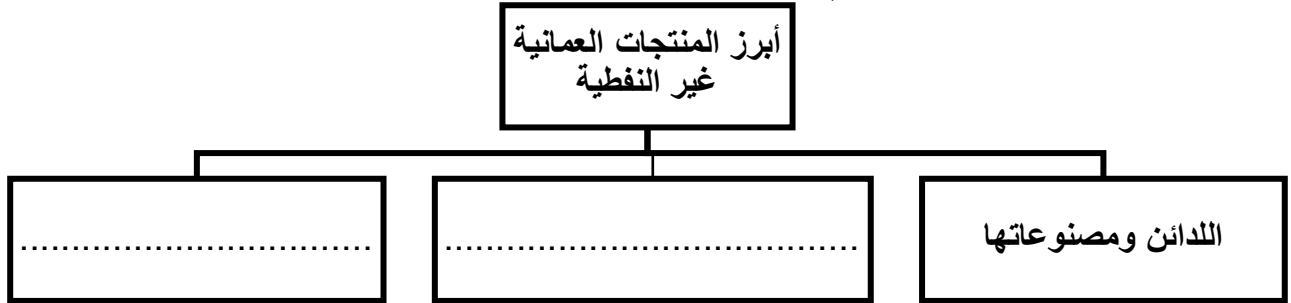 أبرز المنتجات العمانية
غير النفطية
اللدائن ومصنوعاتها
.........................................
..................................